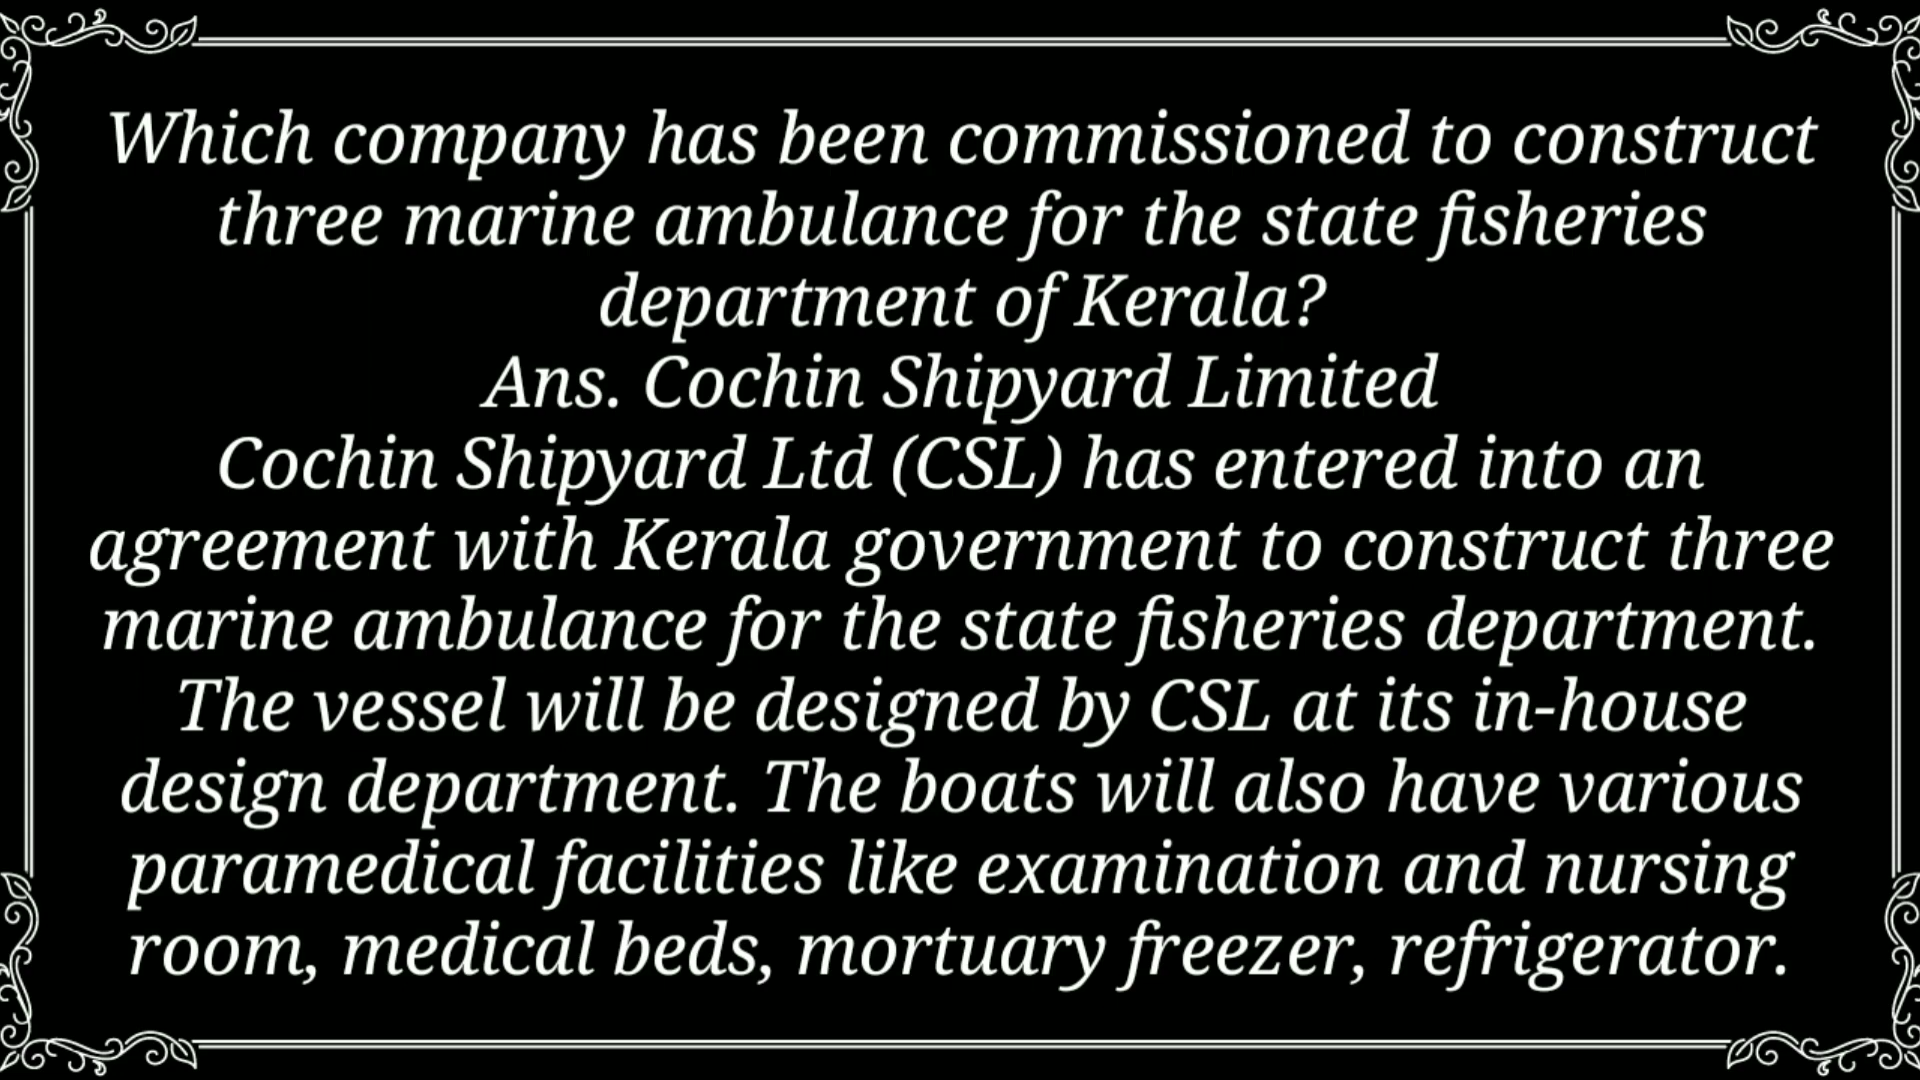 Which company has been commissioned to construct
three marine ambulance for the state fisheries
department of Kerala?
Ans. Cochin Shipyard Limited
Cochin Shipyard Ltd (CSL) has entered into an
agreement with Kerala government to construct three
marine ambulance for the state fisheries department.
The vessel will be designed by CSL at its in-house
design department. The boats will also have various
paramedical facilities like examination and nursing
room, medical beds, mortuary freezer, refrigerator.